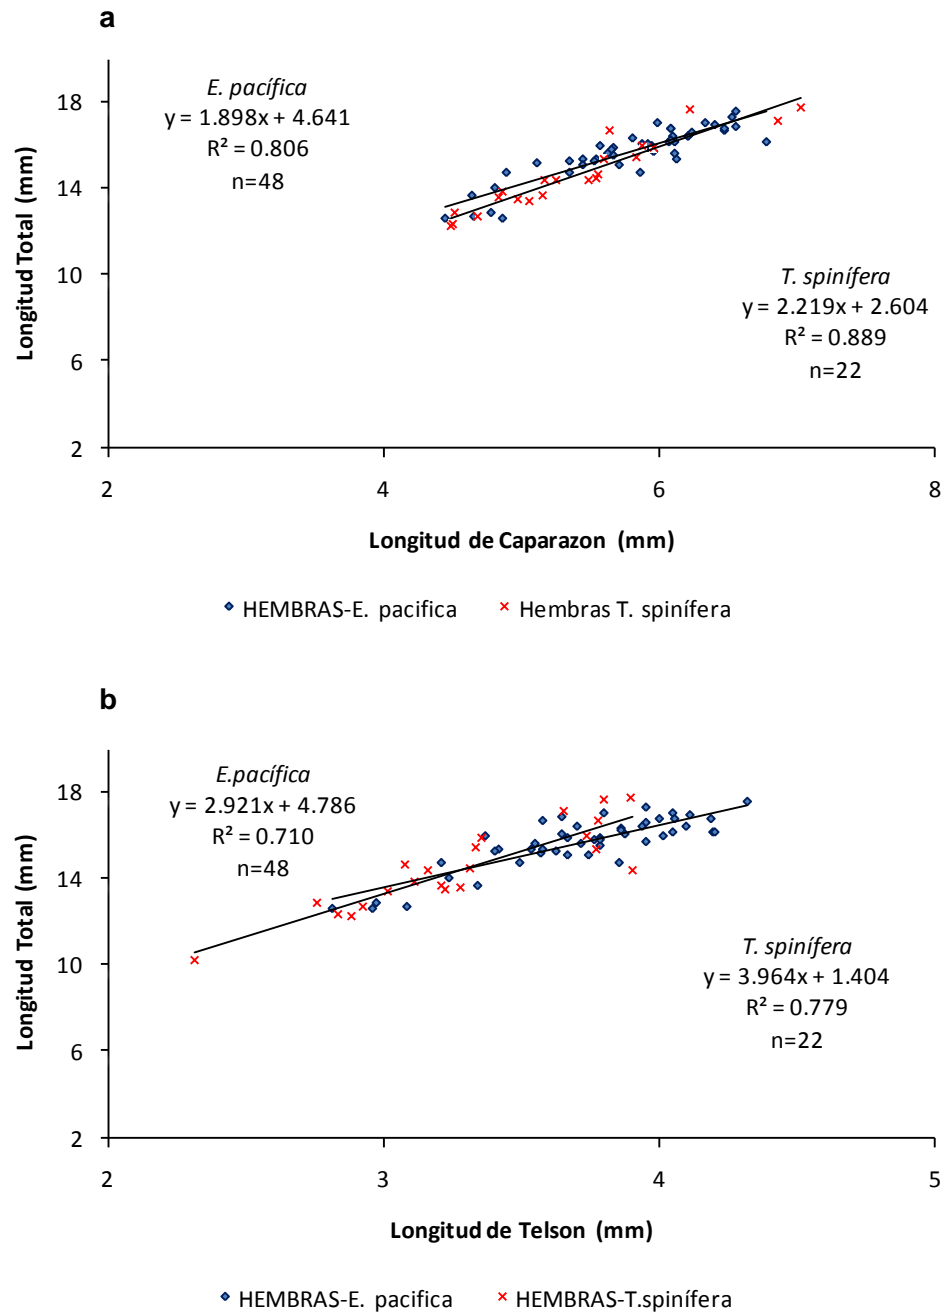 a
Longitud Total (mm)
18
14
10
6
2
E. pacífica
y = 1.898x + 4.641
R² = 0.806
n=48
T. spinífera
y = 2.219x + 2.604
R² = 0.889
n=22
2 4 6 8
Longitud de Caparazon (mm)
HEMBRAS-E. pacifica Hembras T. spinífera
b
Longitud Total (mm)
18
14
10
6
2
E.pacífica
y = 2.921x + 4.786
R² = 0.710
n=48
T. spinífera
y = 3.964x + 1.404
R² = 0.779
n=22
2 3 4 5
Longitud de Telson (mm)
HEMBRAS-E. pacifica HEMBRAS-T.spinífera